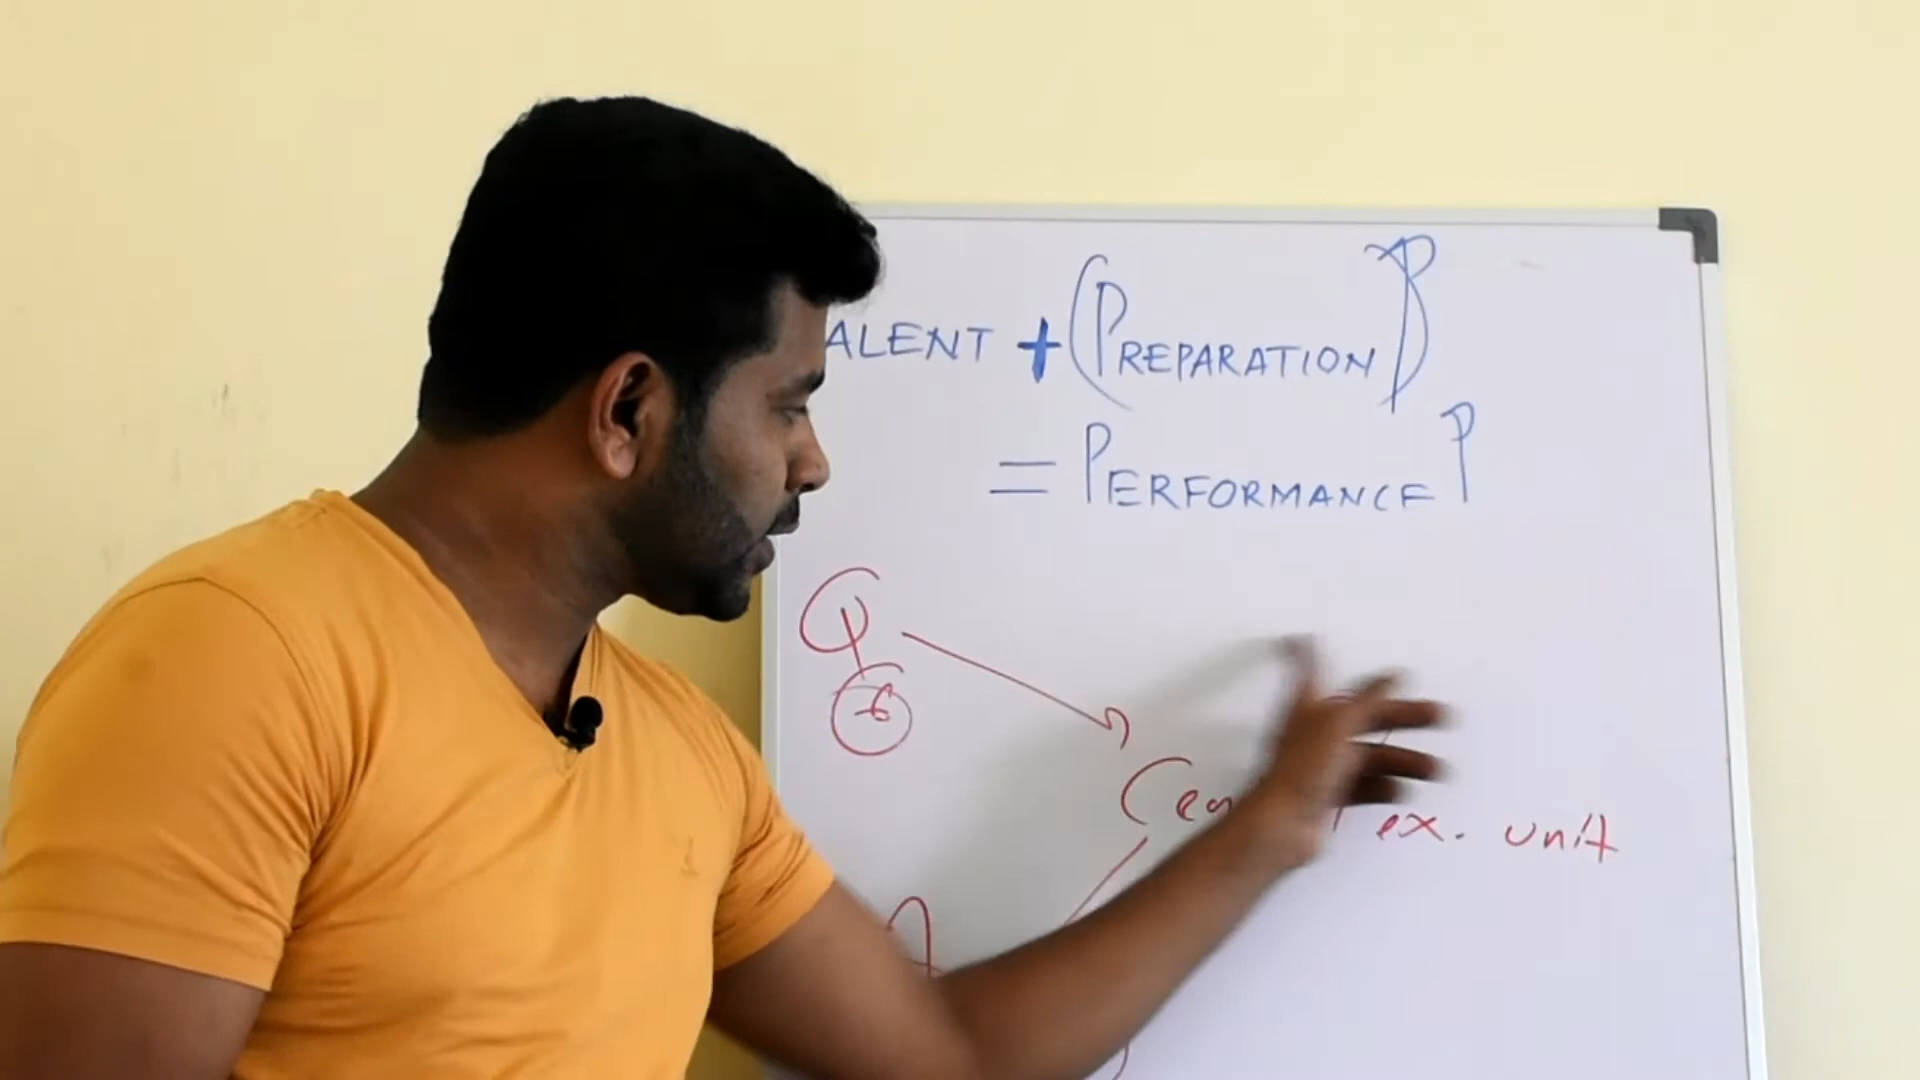 ALENT + (PREPARATION)P
= PERFORMANCE P
Q
ex. unit
A